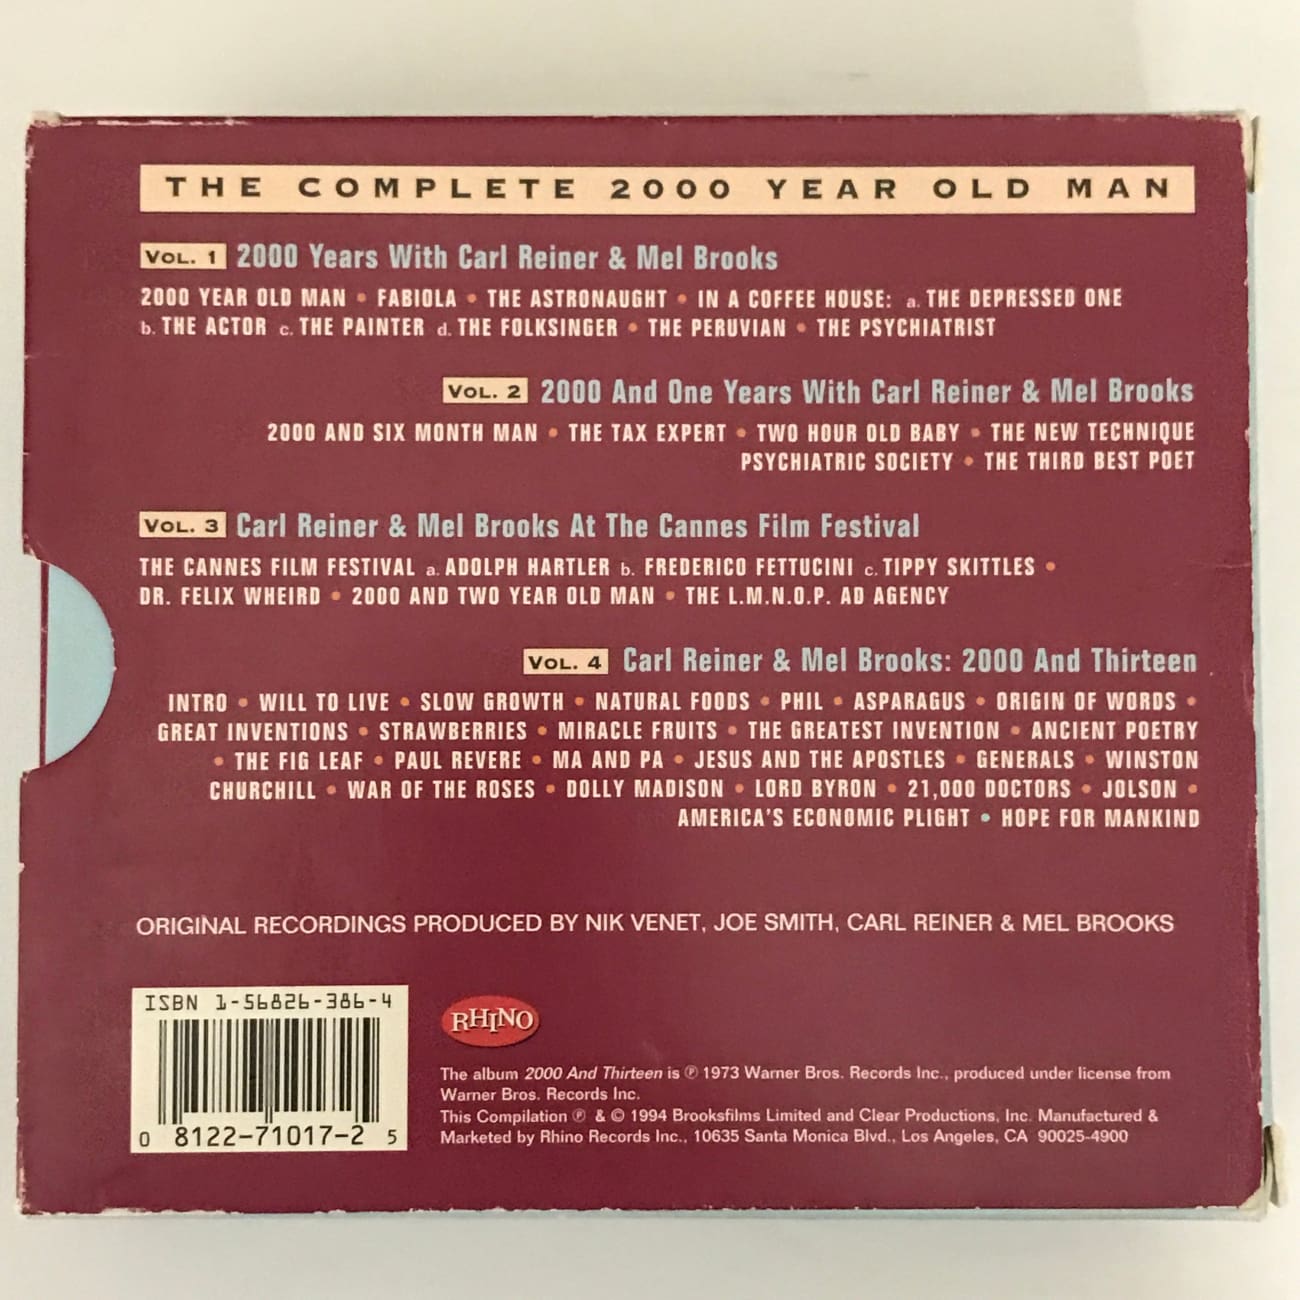 THE COMPLETE 2000 YEAR OLD MAN
VOL. 1 2000 Years With Carl Reiner & Mel Brooks
2000 YEAR OLD MAN • FABIOLA • THE ASTRONAUGHT • IN A COFFEE HOUSE: a. THE DEPRESSED ONE
b. THE ACTOR c. THE PAINTER d. THE FOLKSINGER • THE PERUVIAN • THE PSYCHIATRIST
VOL. 2 2000 And One Years With Carl Reiner & Mel Brooks
2000 AND SIX MONTH MAN • THE TAX EXPERT • TWO HOUR OLD BABY • THE NEW TECHNIQUE
PSYCHIATRIC SOCIETY • THE THIRD BEST POET
VOL. 3 Carl Reiner & Mel Brooks At The Cannes Film Festival
THE CANNES FILM FESTIVAL a. ADOLPH HARTLER b. FREDERICO FETTUCINI c. TIPPY SKITTLES •
DR. FELIX WHEIRD • 2000 AND TWO YEAR OLD MAN • THE L.M.N.O.P. AD AGENCY
VOL. 4 Carl Reiner & Mel Brooks: 2000 And Thirteen
INTRO • WILL TO LIVE • SLOW GROWTH • NATURAL FOODS • PHIL • ASPARAGUS • ORIGIN OF WORDS •
GREAT INVENTIONS • STRAWBERRIES • MIRACLE FRUITS • THE GREATEST INVENTION • ANCIENT POETRY
• THE FIG LEAF • PAUL REVERE • MA AND PA • JESUS AND THE APOSTLES • GENERALS • WINSTON
CHURCHILL • WAR OF THE ROSES • DOLLY MADISON • LORD BYRON • 21,000 DOCTORS • JOLSON •
AMERICA'S ECONOMIC PLIGHT • HOPE FOR MANKIND
ORIGINAL RECORDINGS PRODUCED BY NIK VENET, JOE SMITH, CARL REINER & MEL BROOKS
ISBN 1-56826-386-4
0 8122-71017-2 5
RHINO
The album 2000 And Thirteen is ℗ 1973 Warner Bros. Records Inc., produced under license from
Warner Bros. Records Inc.
This Compilation ℗ & © 1994 Brooksfilms Limited and Clear Productions, Inc. Manufactured &
Marketed by Rhino Records Inc., 10635 Santa Monica Blvd., Los Angeles, CA 90025-4900